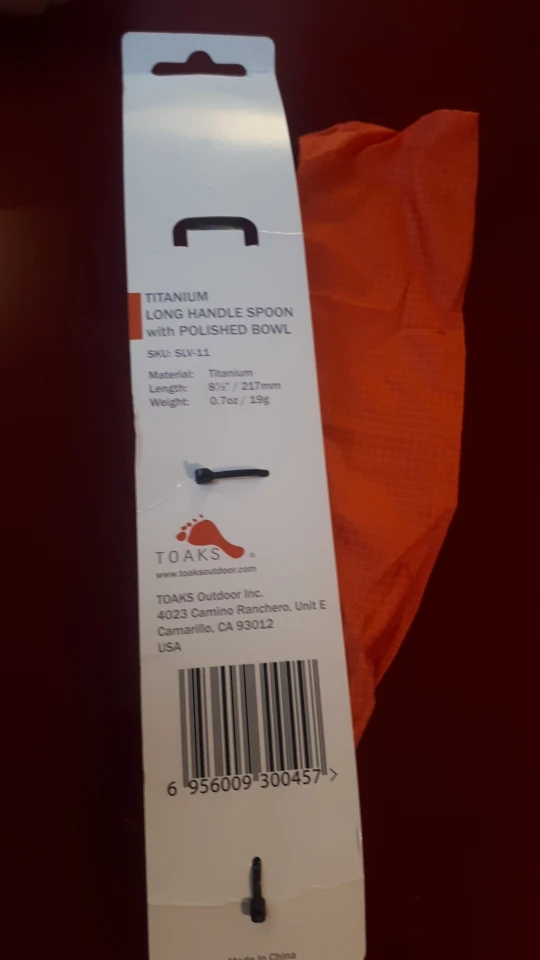 TITANIUM
LONG HANDLE SPOON
with POLISHED BOWL
SKU: SLV-11
Material: Titanium
Length: 8½" / 217mm
Weight: 0.7oz / 19g
TOAKS®
www.toaksoutdoor.com
TOAKS Outdoor Inc.
4023 Camino Ranchero, Unit E
Camarillo, CA 93012
USA
6 956009 300457 >
Made in China